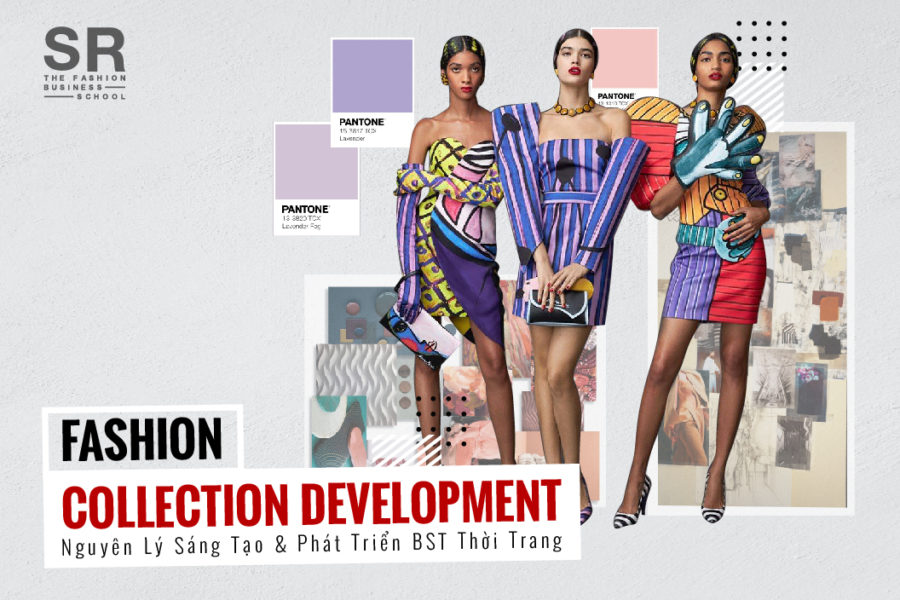 SR
THE FASHION
BUSINESS
SCHOOL
PANTONE
Lavender
PANTONE
Lavender Fog
PANTONE
FASHION
COLLECTION DEVELOPMENT
Nguyên Lý Sáng Tạo & Phát Triển BST Thời Trang